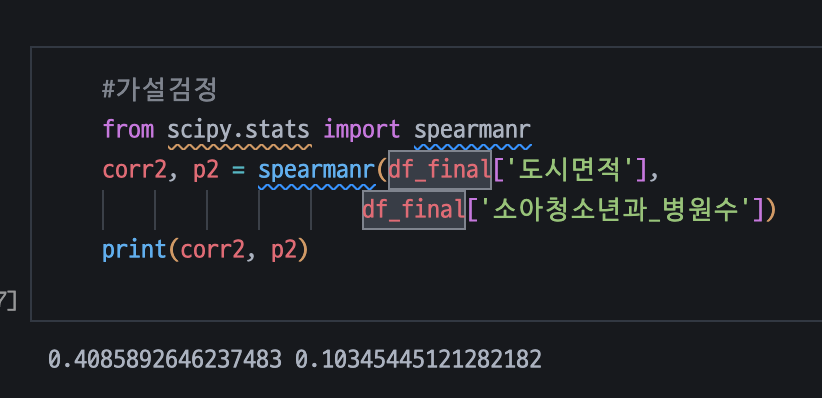 #가설검정
from scipy.stats import spearmanr
corr2, p2 = spearmanr(df_final['도시면적'],
df_final['소아청소년과_병원수'])
print(corr2, p2)
7]
0.4085892646237483 0.10345445121282182